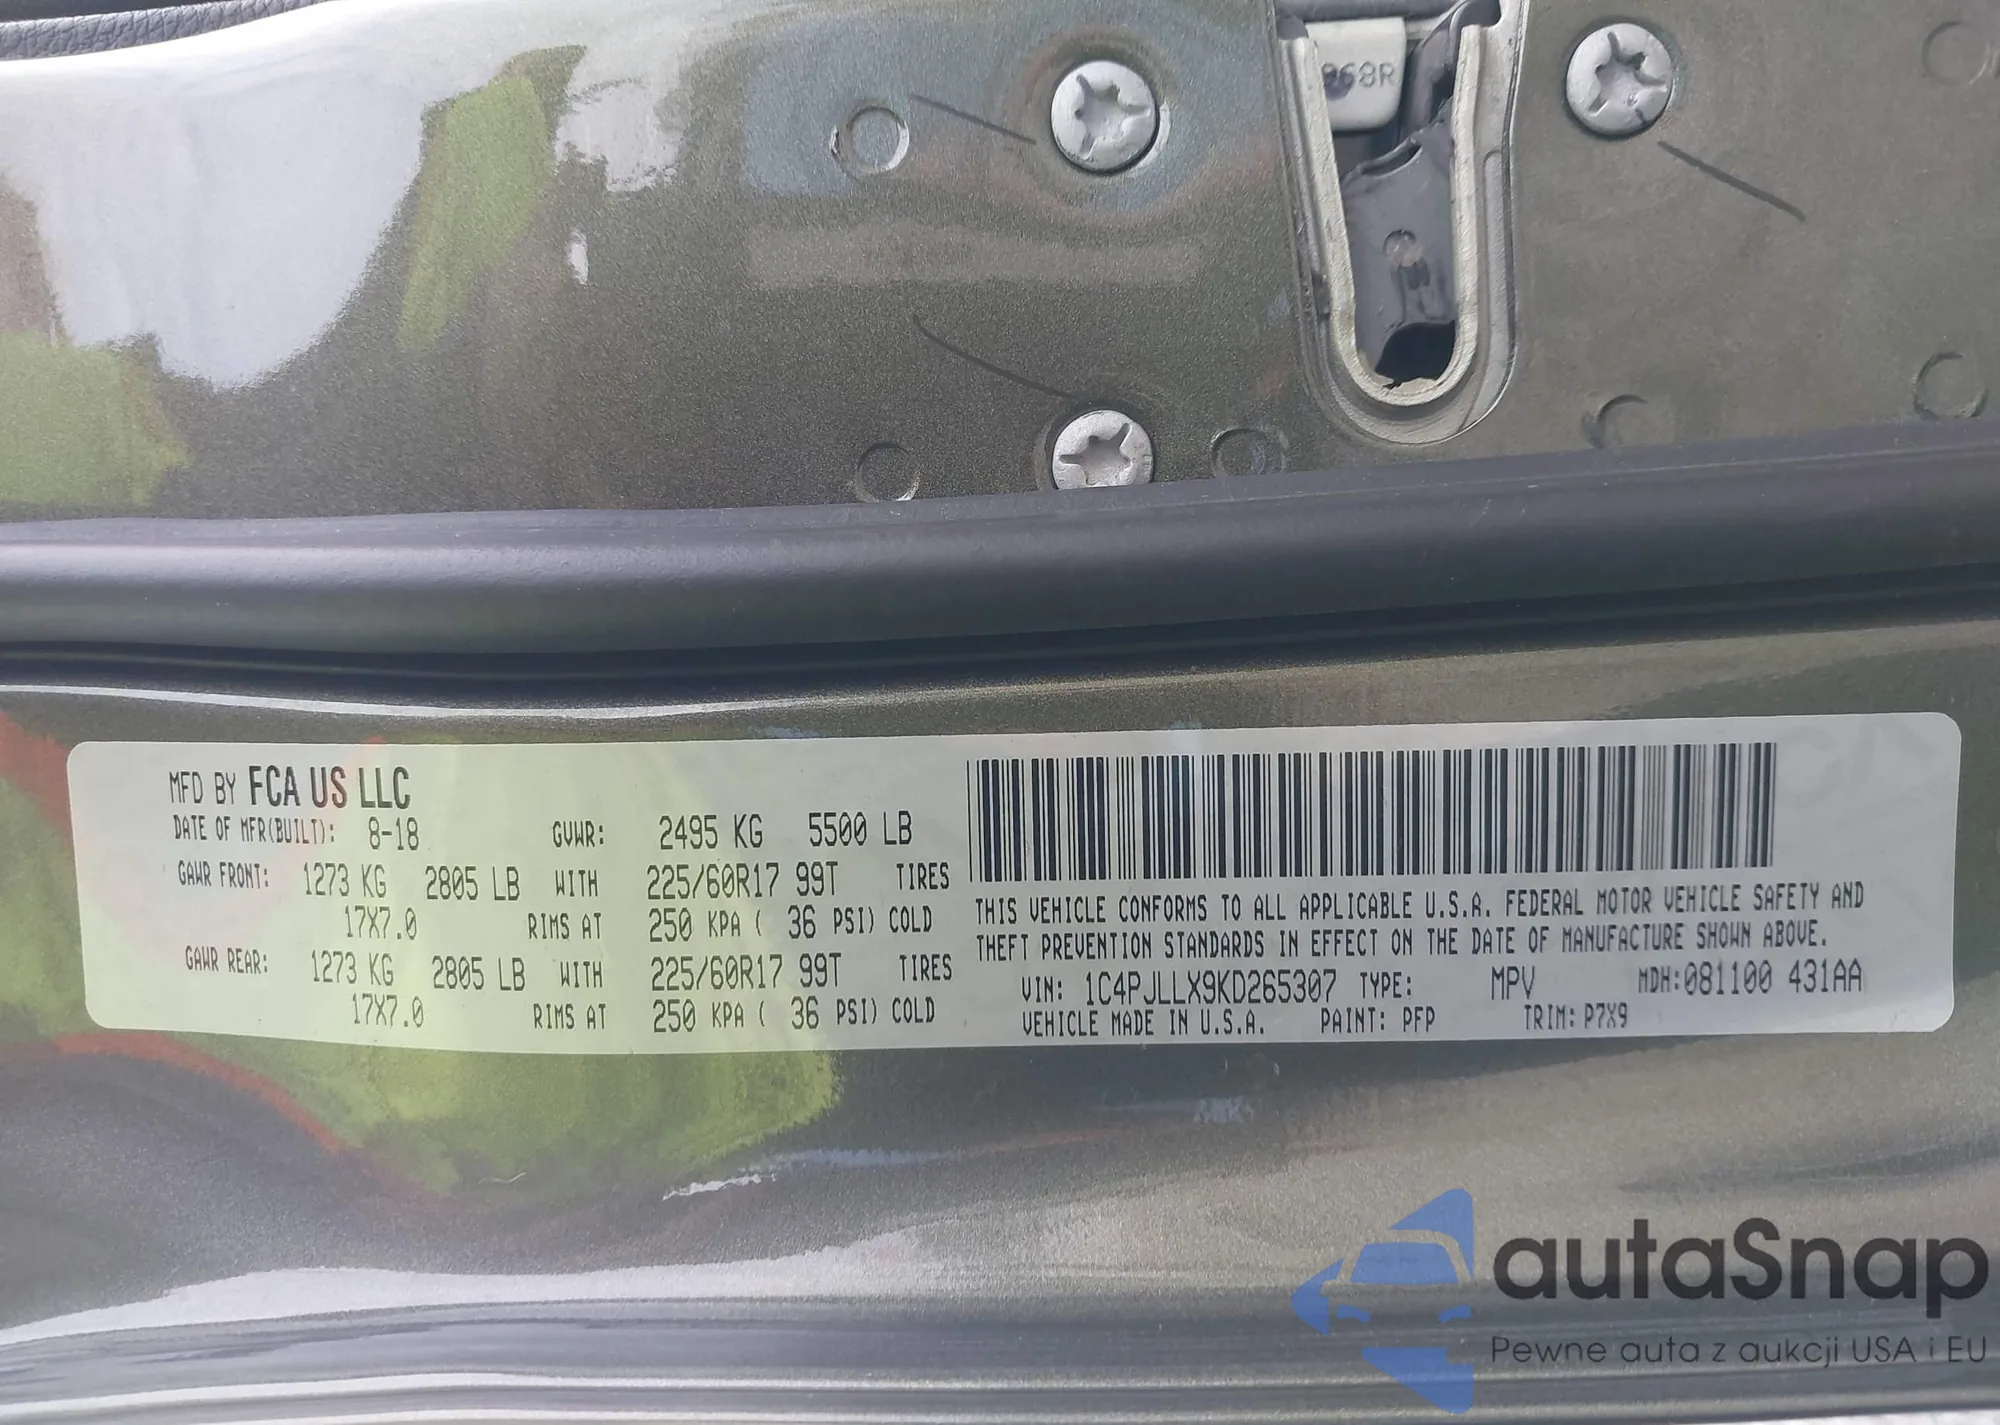 968R
MFD BY FCA US LLC
DATE OF MFR(BUILT): 8-18 GVWR: 2495 KG 5500 LB
GAWR FRONT: 1273 KG 2805 LB WITH 225/60R17 99T TIRES
17X7.0 RIMS AT 250 KPA ( 36 PSI) COLD
GAWR REAR: 1273 KG 2805 LB WITH 225/60R17 99T TIRES
17X7.0 RIMS AT 250 KPA ( 36 PSI) COLD
THIS VEHICLE CONFORMS TO ALL APPLICABLE U.S.A. FEDERAL MOTOR VEHICLE SAFETY AND
THEFT PREVENTION STANDARDS IN EFFECT ON THE DATE OF MANUFACTURE SHOWN ABOVE.
VIN: 1C4PJLLX9KD265307 TYPE: MPV MDH:081100 431AA
VEHICLE MADE IN U.S.A. PAINT: PFP TRIM: P7X9
autaSnap
Pewne auta z aukcji USA i EU